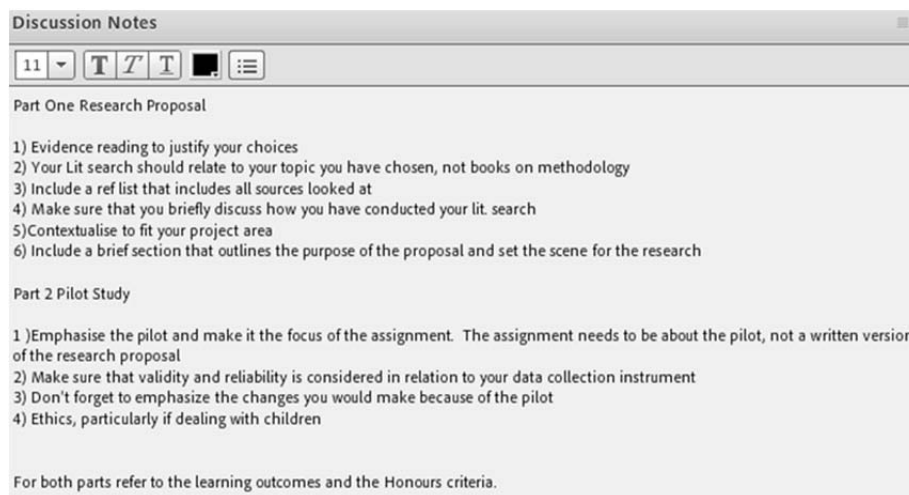 Discussion Notes
11 T T T
Part One Research Proposal
1) Evidence reading to justify your choices
2) Your Lit search should relate to your topic you have chosen, not books on methodology
3) Include a ref list that includes all sources looked at
4) Make sure that you briefly discuss how you have conducted your lit. search
5)Contextualise to fit your project area
6) Include a brief section that outlines the purpose of the proposal and set the scene for the research
Part 2 Pilot Study
1 )Emphasise the pilot and make it the focus of the assignment. The assignment needs to be about the pilot, not a written version
of the research proposal
2) Make sure that validity and reliability is considered in relation to your data collection instrument
3) Don't forget to emphasize the changes you would make because of the pilot
4) Ethics, particularly if dealing with children
For both parts refer to the learning outcomes and the Honours criteria.